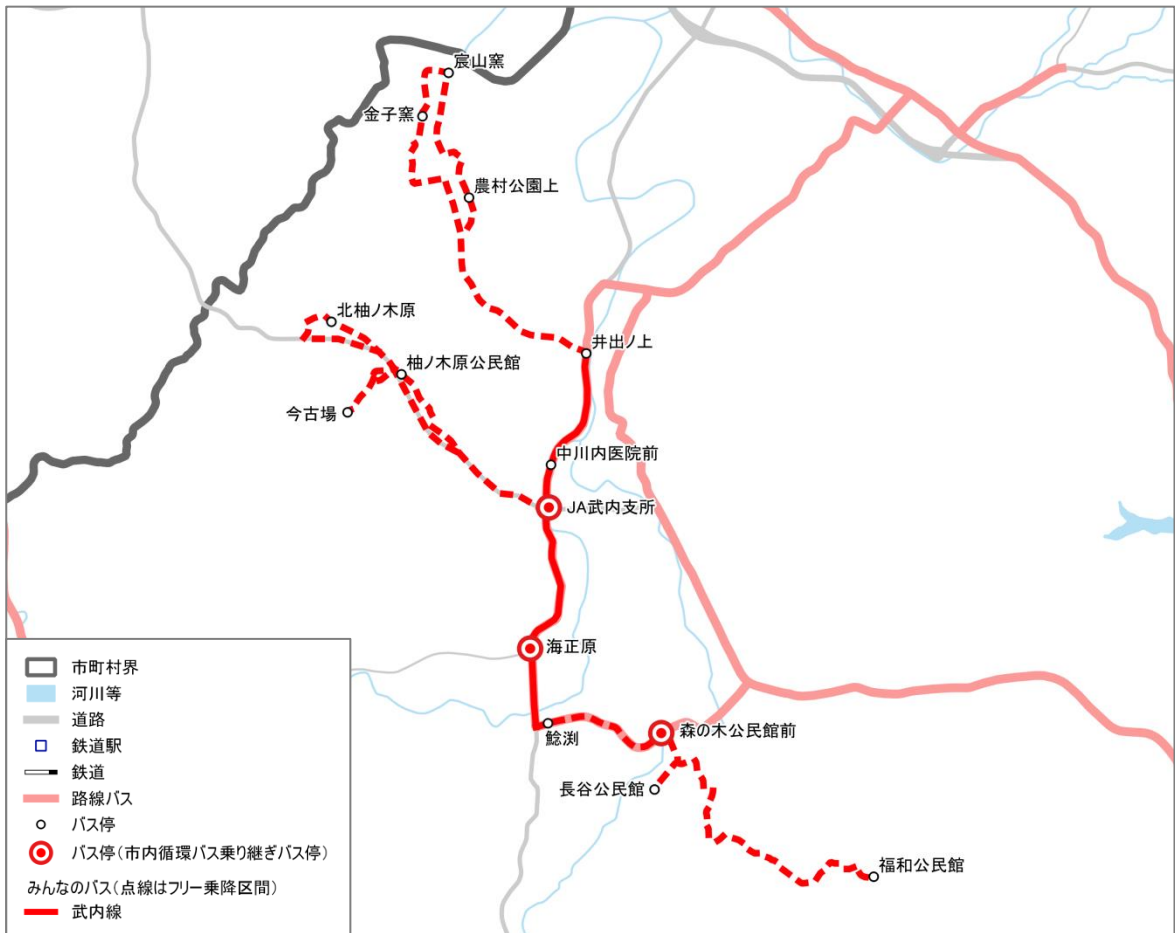 宸山窯
金子窯
農村公園上
北柚ノ木原
井出ノ上
柚ノ木原公民館
今古場
中川内医院前
JA武内支所
海正原
鯰渕
森の木公民館前
長谷公民館
福和公民館
市町村界
河川等
道路
鉄道駅
鉄道
路線バス
バス停
バス停(市内循環バス乗り継ぎバス停)
みんなのバス(点線はフリー乗降区間)
武内線